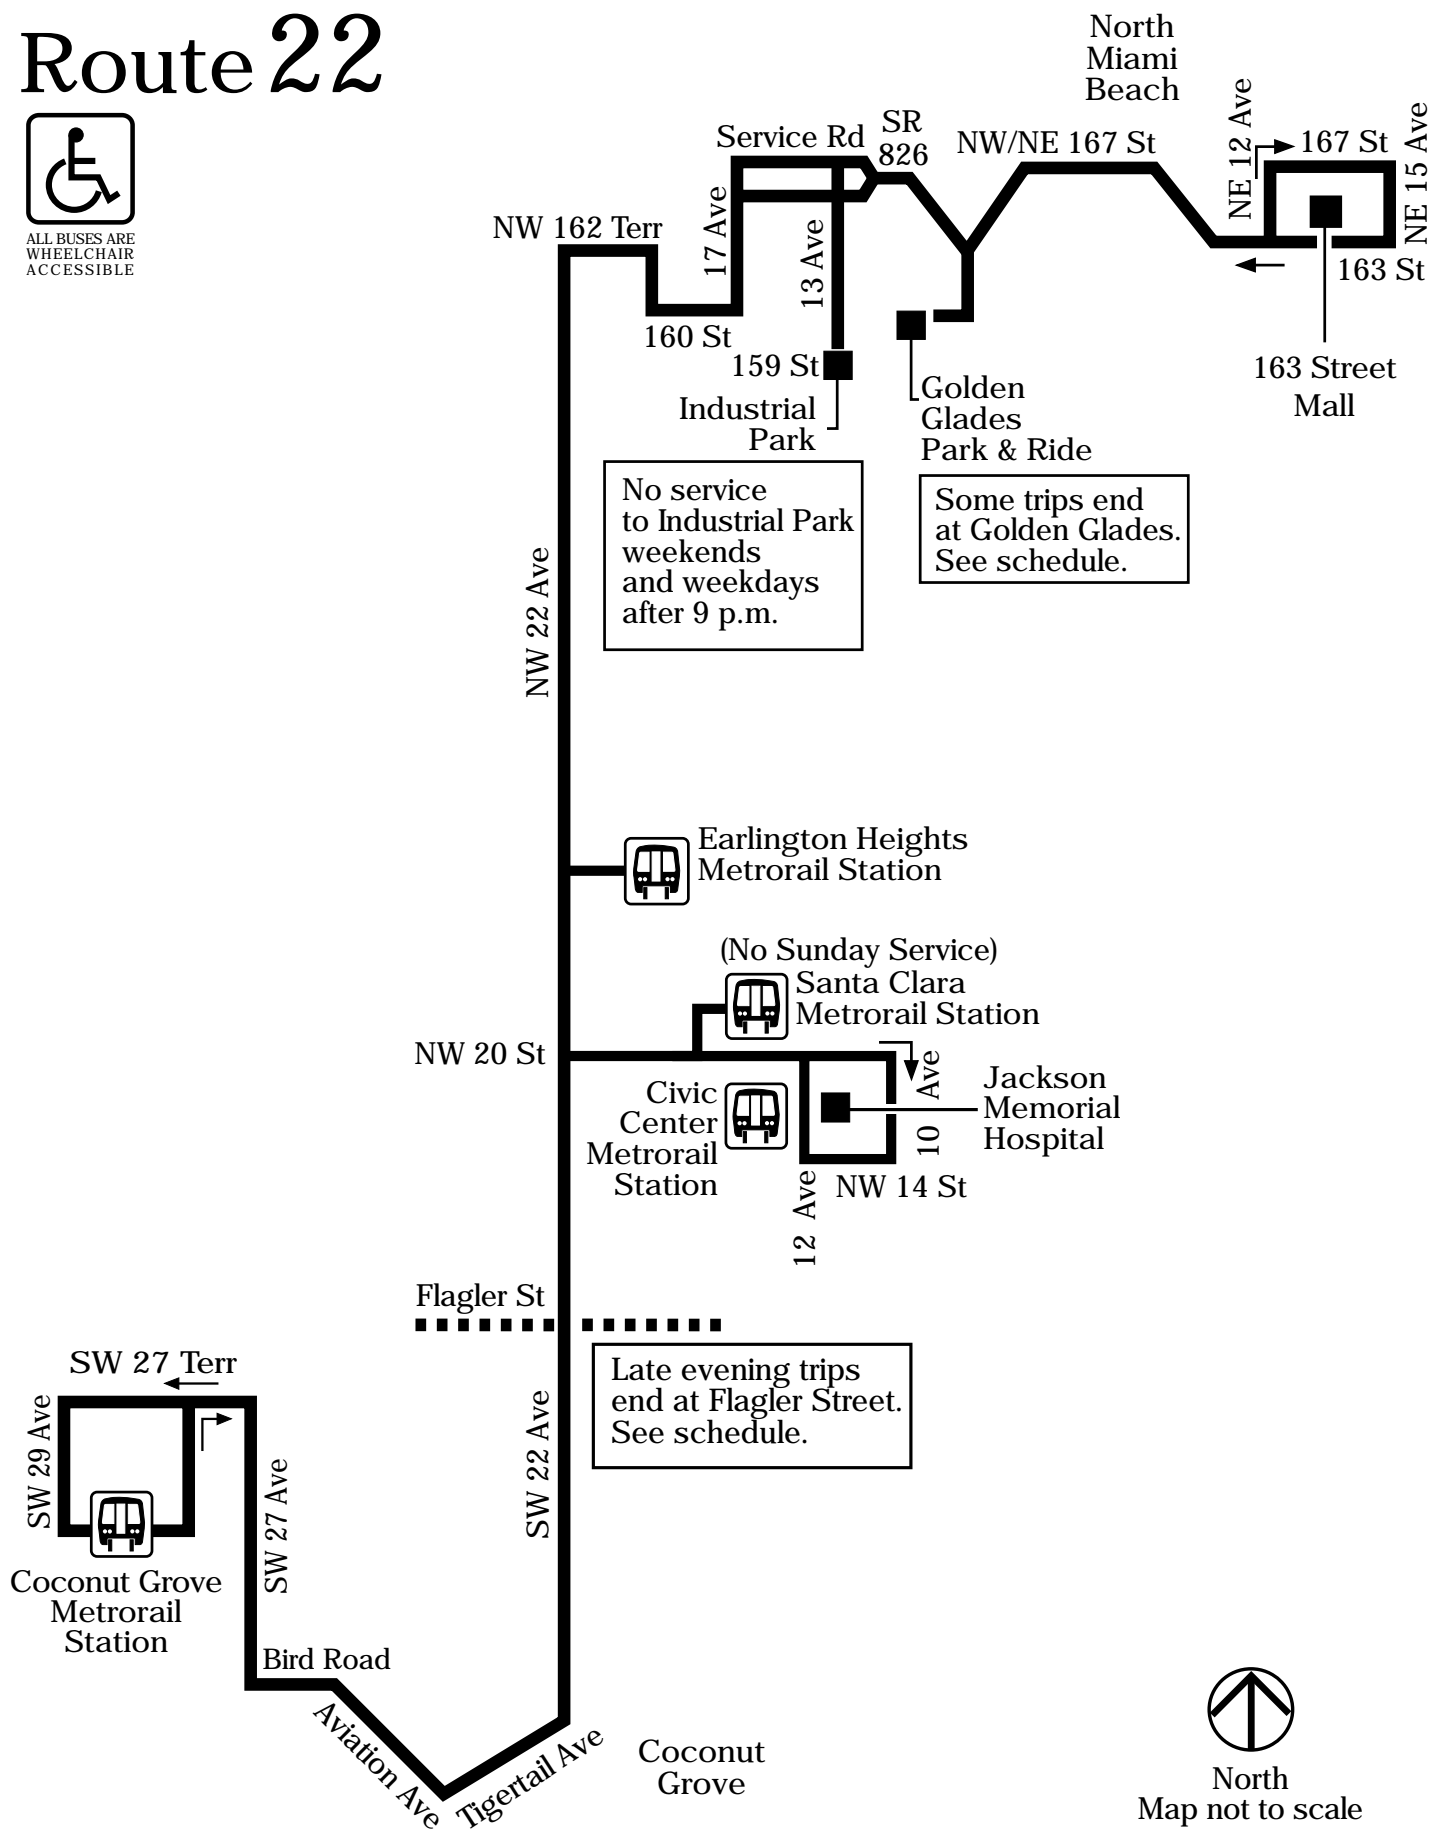 Route 22
ALL BUSES ARE
WHEELCHAIR
ACCESSIBLE
North
Miami
Beach
Service Rd
SR
826
NW/NE 167 St
NE 12 Ave
167 St
NE 15 Ave
NW 162 Terr
17 Ave
13 Ave
163 St
160 St
159 St
Industrial
Park
Golden
Glades
Park & Ride
163 Street
Mall
No service
to Industrial Park
weekends
and weekdays
after 9 p.m.
Some trips end
at Golden Glades.
See schedule.
NW 22 Ave
Earlington Heights
Metrorail Station
(No Sunday Service)
Santa Clara
Metrorail Station
NW 20 St
Civic
Center
Metrorail
Station
10 Ave
Jackson
Memorial
Hospital
12 Ave
NW 14 St
Flagler St
Late evening trips
end at Flagler Street.
See schedule.
SW 27 Terr
SW 29 Ave
SW 27 Ave
SW 22 Ave
Coconut Grove
Metrorail
Station
Bird Road
Aviation Ave
Tigertail Ave
Coconut
Grove
North
Map not to scale